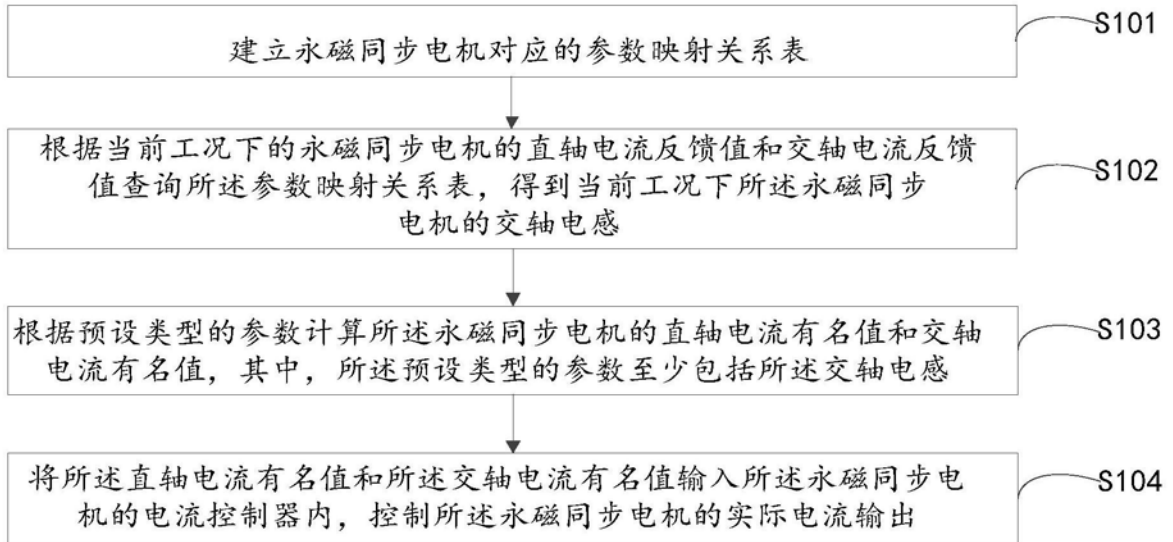 建立永磁同步电机对应的参数映射关系表
S101
根据当前工况下的永磁同步电机的直轴电流反馈值和交轴电流反馈
值查询所述参数映射关系表，得到当前工况下所述永磁同步
电机的交轴电感
S102
根据预设类型的参数计算所述永磁同步电机的直轴电流有名值和交轴
电流有名值，其中，所述预设类型的参数至少包括所述交轴电感
S103
将所述直轴电流有名值和所述交轴电流有名值输入所述永磁同步电
机的电流控制器内，控制所述永磁同步电机的实际电流输出
S104